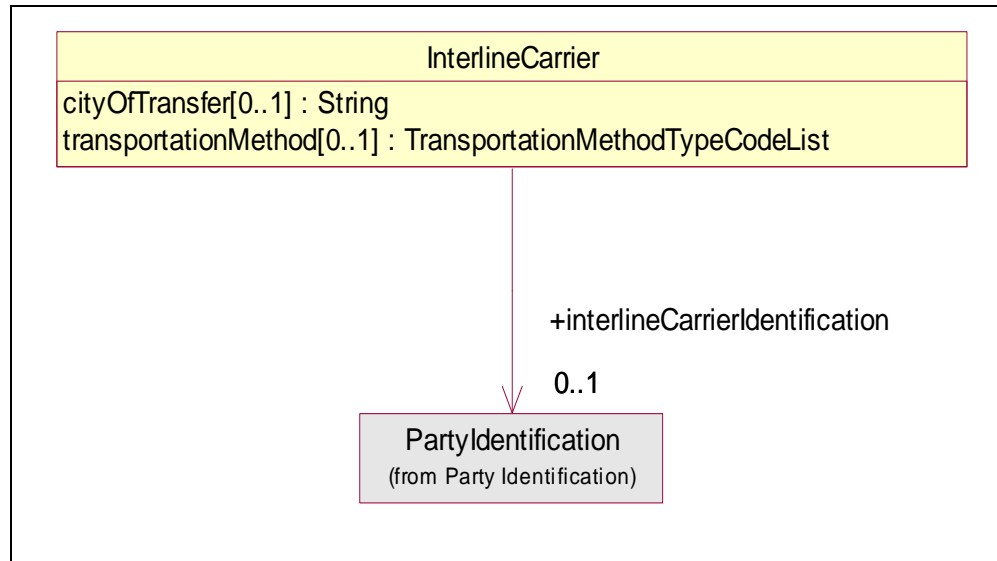 InterlineCarrier
cityOfTransfer[0..1] : String
transportationMethod[0..1] : TransportationMethodTypeCodeList
+interlineCarrierIdentification
0..1
PartyIdentification
(from Party Identification)